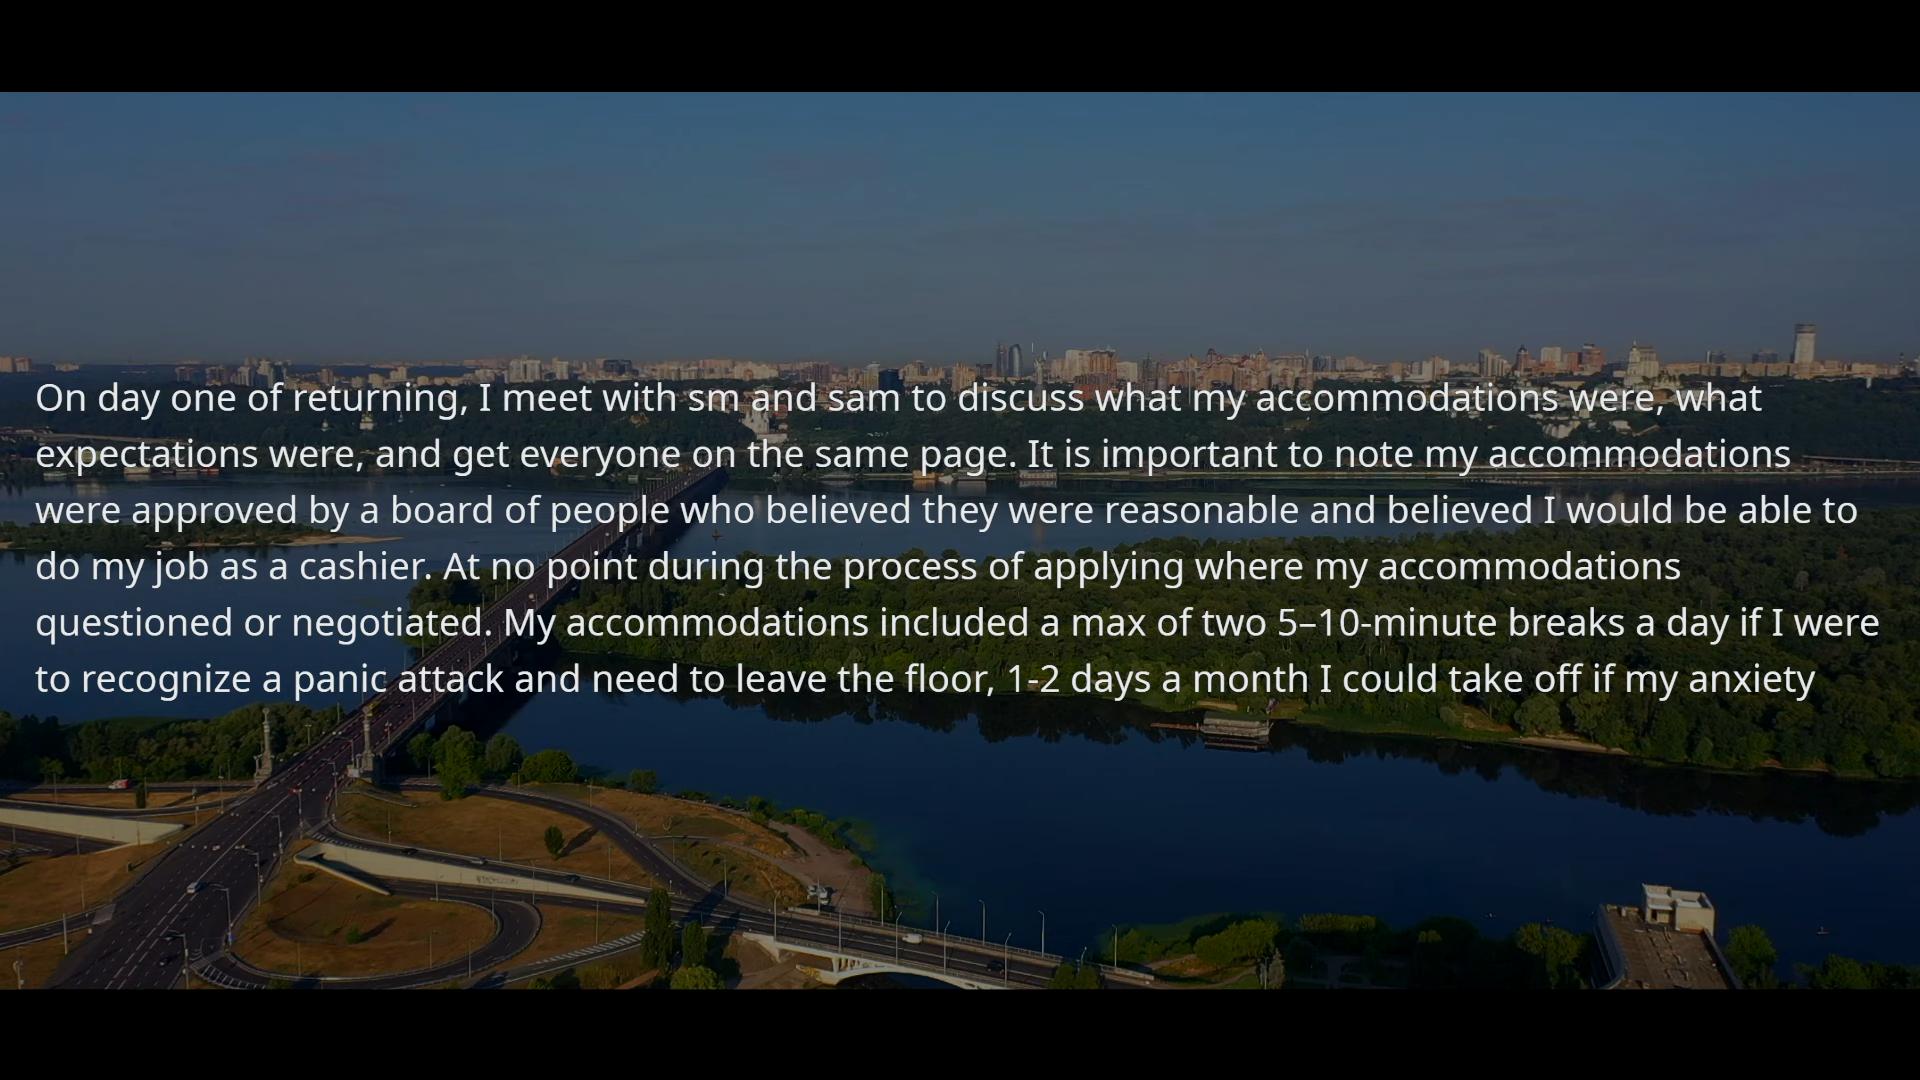 On day one of returning, I meet with sm and sam to discuss what my accommodations were, what
expectations were, and get everyone on the same page. It is important to note my accommodations
were approved by a board of people who believed they were reasonable and believed I would be able to
do my job as a cashier. At no point during the process of applying where my accommodations
questioned or negotiated. My accommodations included a max of two 5–10-minute breaks a day if I were
to recognize a panic attack and need to leave the floor, 1-2 days a month I could take off if my anxiety